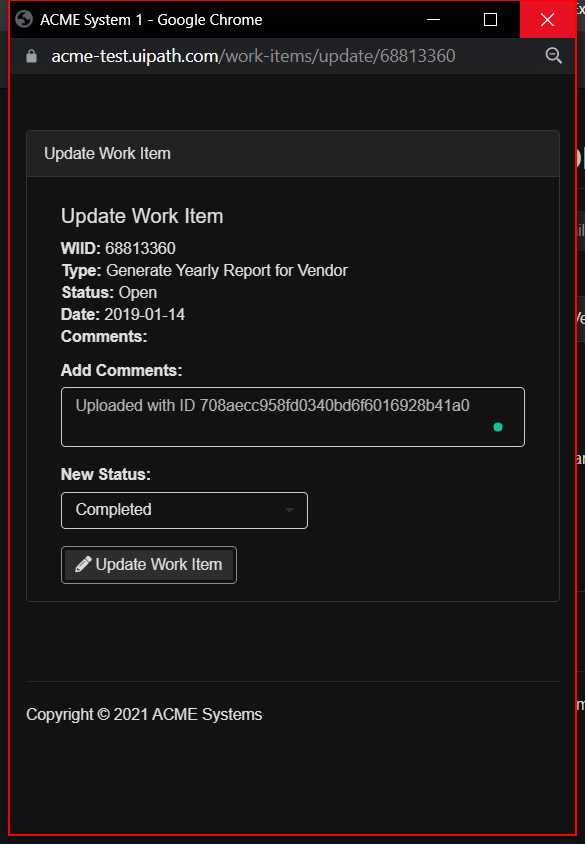 ACME System 1 - Google Chrome
acme-test.uipath.com/work-items/update/68813360
Update Work Item
Update Work Item
WIID: 68813360
Type: Generate Yearly Report for Vendor
Status: Open
Date: 2019-01-14
Comments:
Add Comments:
Uploaded with ID 708aecc958fd0340bd6f6016928b41a0
New Status:
Completed
Update Work Item
Copyright © 2021 ACME Systems